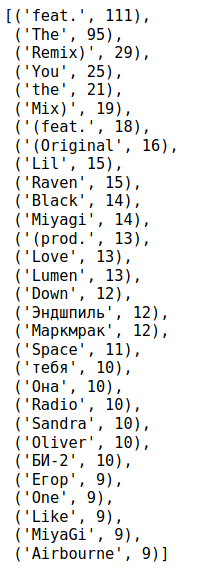 [('feat.', 111),
('The', 95),
('Remix)', 29),
('You', 25),
('the', 21),
('Mix)', 19),
('(feat.', 18),
('(Original', 16),
('Lil', 15),
('Raven', 15),
('Black', 14),
('Miyagi', 14),
('(prod.', 13),
('Love', 13),
('Lumen', 13),
('Down', 12),
('Эндшпиль', 12),
('Маркмрак', 12),
('Space', 11),
('тебя', 10),
('Она', 10),
('Radio', 10),
('Sandra', 10),
('Oliver', 10),
('БИ-2', 10),
('Егор', 9),
('One', 9),
('Like', 9),
('MiyaGi', 9),
('Airbourne', 9)]